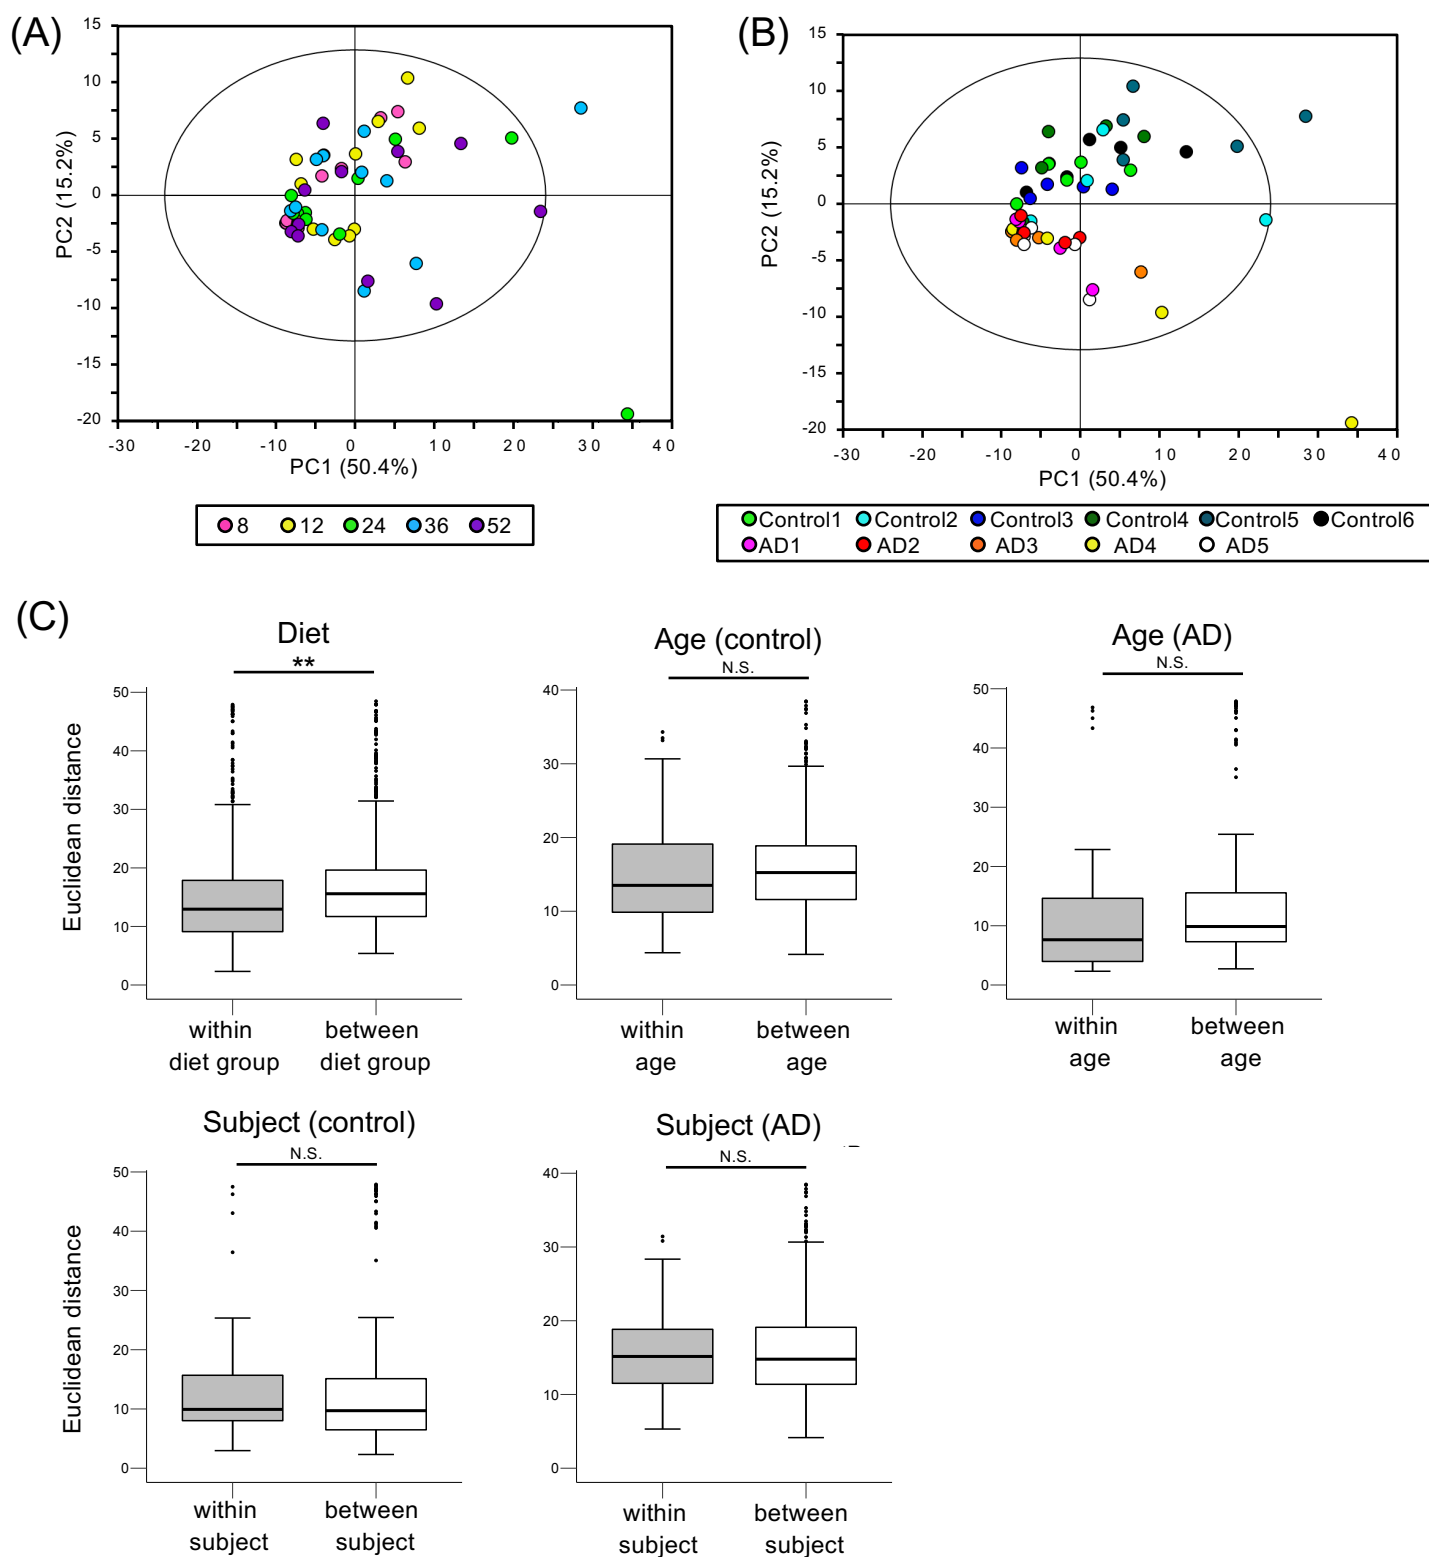 (A)
15
10
5
0
-5
-10
-15
-20
PC2 (15.2%)
-30 -20 -10 0 10 20 30 40
PC1 (50.4%)
8 12 24 36 52
(B)
15
10
5
0
-5
-10
-15
-20
PC2 (15.2%)
-30 -20 -10 0 10 20 30 40
PC1 (50.4%)
Control1 Control2 Control3 Control4 Control5 Control6
AD1 AD2 AD3 AD4 AD5
(C)
Diet
**
50
40
30
20
10
0
Euclidean distance
within between
diet group diet group
Age (control)
N.S.
40
30
20
10
0
within between
age age
Age (AD)
N.S.
50
40
30
20
10
0
within between
age age
Subject (control)
N.S.
50
40
30
20
10
0
Euclidean distance
within between
subject subject
Subject (AD)
N.S.
40
30
20
10
0
within between
subject subject